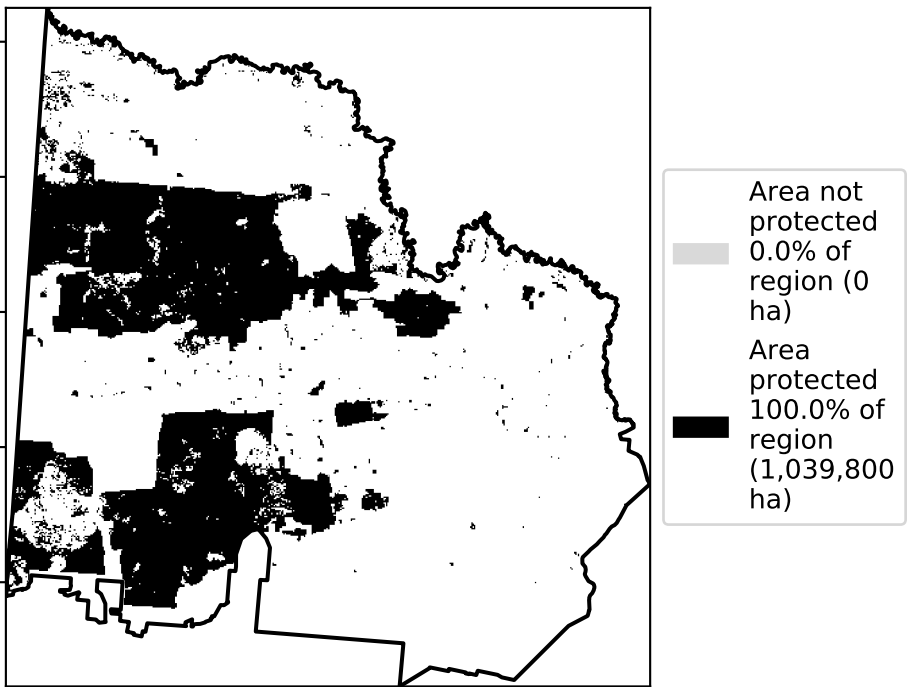 Area not
protected
0.0% of
region (0
ha)
Area
protected
100.0% of
region
(1,039,800
ha)